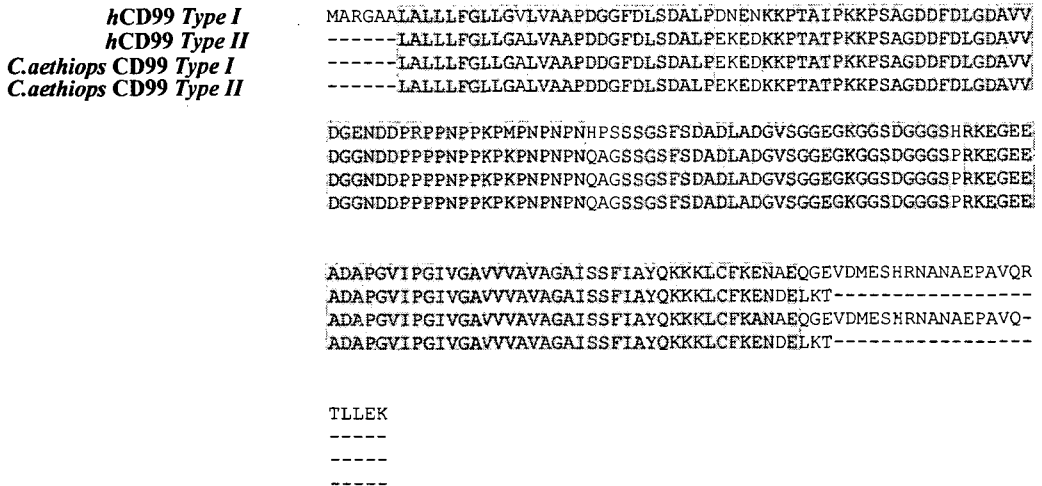 hCD99 Type I MARGAALALLLFGLLGVLVAAPDGGFDLSDALPDNENKKPTAIPKKPSAGDDFDLGDAVV
hCD99 Type II ------LALLLFGLLGALVAAPDDGFDLSDALPEKEDKKPTATPKKPSAGDDFDLGDAVV
C.aethiops CD99 Type I ------LALLLFGLLGALVAAPDDGFDLSDALPEKEDKKPTATPKKPSAGDDFDLGDAVV
C.aethiops CD99 Type II ------LALLLFGLLGALVAAPDDGFDLSDALPEKEDKKPTATPKKPSAGDDFDLGDAVV
DGENDDPRPPNPPKPMPNPNPNHPSSSGSFSDADLADGVSGGEGKGGSDGGGSHRKEGEE
DGGNDDPPPPNPPKPKPNPNPNQAGSSGSFSDADLADGVSGGEGKGGSDGGGSPRKEGEE
DGGNDDPPPPNPPKPKPNPNPNQAGSSGSFSDADLADGVSGGEGKGGSDGGGSPRKEGEE
DGGNDDPPPPNPPKPKPNPNPNQAGSSGSFSDADLADGVSGGEGKGGSDGGGSPRKEGEE
ADAPGVIPGIVGAVVVAVAGAISSFIAYQKKKLCFKENAEQGEVDMESHRNANAEPAVQR
ADAPGVIPGIVGAVVVAVAGAISSFIAYQKKKLCFKENDELKT-----------------
ADAPGVIPGIVGAVVVAVAGAISSFIAYQKKKLCFKANAEQGEVDMESHRNANAEPAVQ-
ADAPGVIPGIVGAVVVAVAGAISSFIAYQKKKLCFKENDELKT-----------------
TLLEK
-----
-----
-----